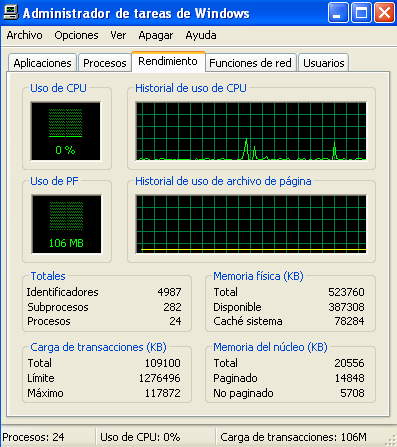 Administrador de tareas de Windows
Archivo Opciones Ver Apagar Ayuda
Aplicaciones Procesos Rendimiento Funciones de red Usuarios
Uso de CPU Historial de uso de CPU
0 %
Uso de PF Historial de uso de archivo de página
106 MB
Totales Memoria física (KB)
Identificadores 4987 Total 523760
Subprocesos 282 Disponible 387308
Procesos 24 Caché sistema 78284
Carga de transacciones (KB) Memoria del núcleo (KB)
Total 109100 Total 20556
Límite 1276496 Paginado 14848
Máximo 117872 No paginado 5708
Procesos: 24 Uso de CPU: 0% Carga de transacciones: 106M